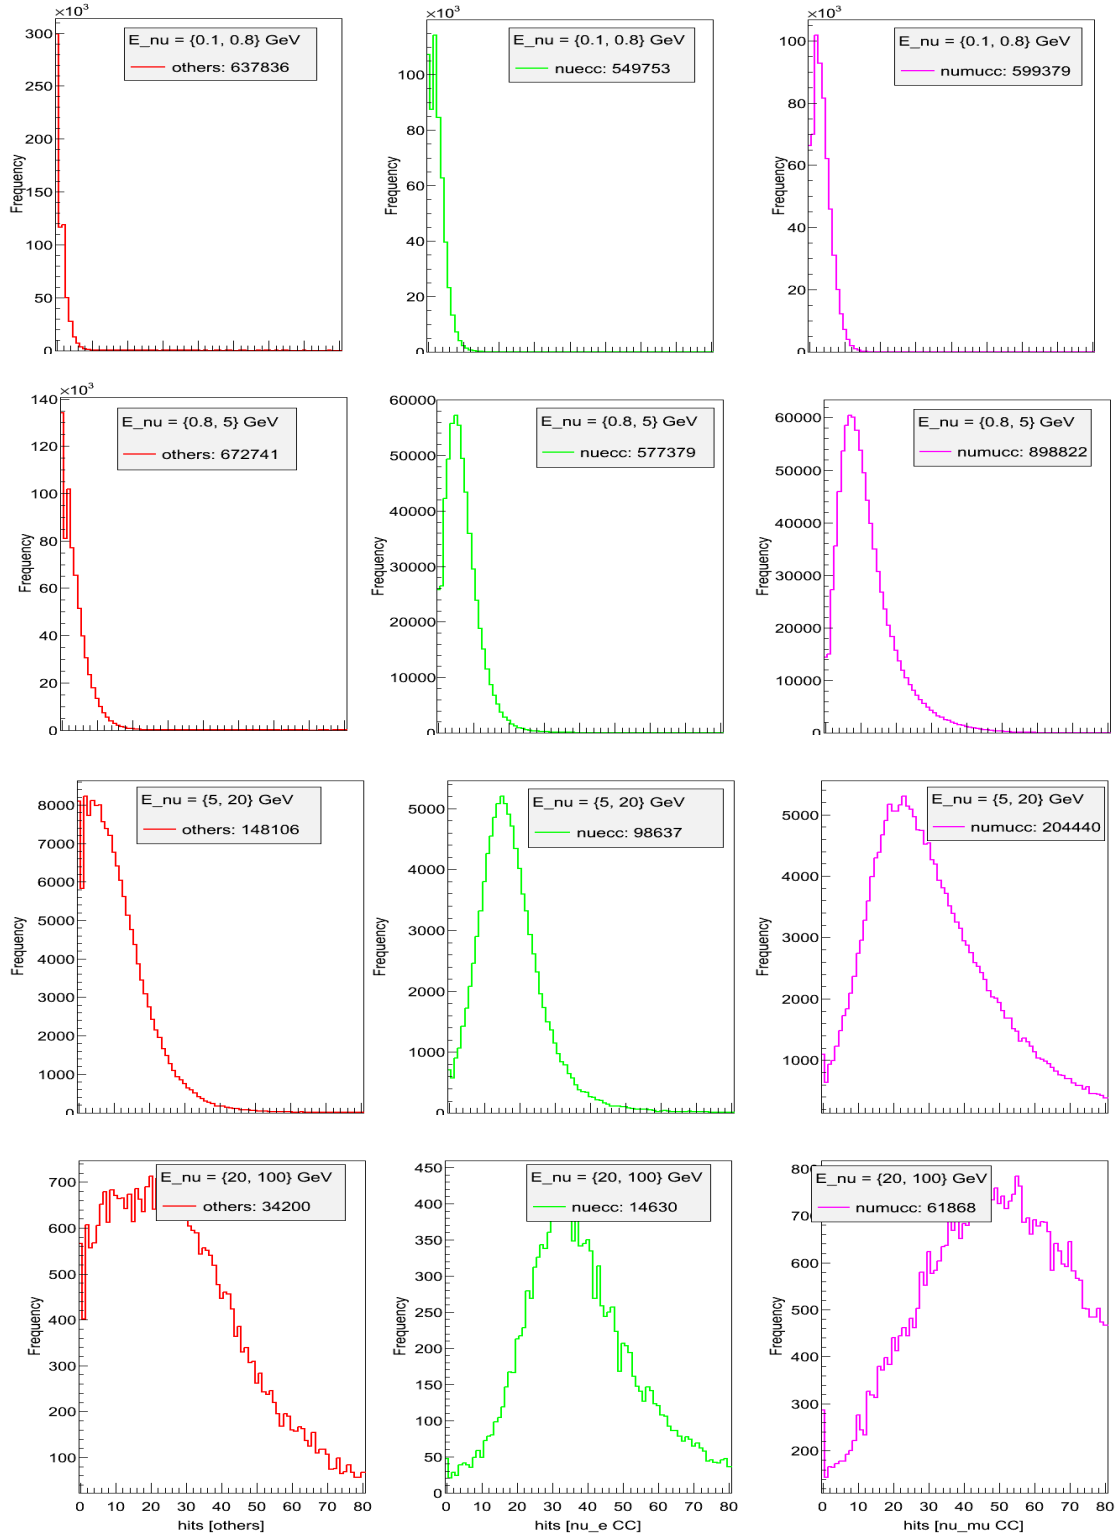 ×10³
300
250
200
150
100
50
0
Frequency
E_nu = {0.1, 0.8} GeV
others: 637836
100
80
60
40
20
0
Frequency
E_nu = {0.1, 0.8} GeV
nuecc: 549753
×10³
100
80
60
40
20
0
Frequency
E_nu = {0.1, 0.8} GeV
numucc: 599379
×10³
140
120
100
80
60
40
20
0
Frequency
E_nu = {0.8, 5} GeV
others: 672741
60000
50000
40000
30000
20000
10000
0
Frequency
E_nu = {0.8, 5} GeV
nuecc: 577379
60000
50000
40000
30000
20000
10000
0
Frequency
E_nu = {0.8, 5} GeV
numucc: 898822
8000
7000
6000
5000
4000
3000
2000
1000
0
Frequency
E_nu = {5, 20} GeV
others: 148106
5000
4000
3000
2000
1000
0
Frequency
E_nu = {5, 20} GeV
nuecc: 98637
5000
4000
3000
2000
1000
0 10 20 30 40 50 60 70 80
Frequency
E_nu = {5, 20} GeV
numucc: 204440
700
600
500
400
300
200
100
0 10 20 30 40 50 60 70 80
Frequency
hits [others]
E_nu = {20, 100} GeV
others: 34200
450
400
350
300
250
200
150
100
50
0
0 10 20 30 40 50 60 70 80
Frequency
hits [nu_e CC]
E_nu = {20, 100} GeV
nuecc: 14630
600
500
400
300
200
0 10 20 30 40 50 60 70 80
Frequency
hits [nu_mu CC]
E_nu = {20, 100} GeV
numucc: 61868